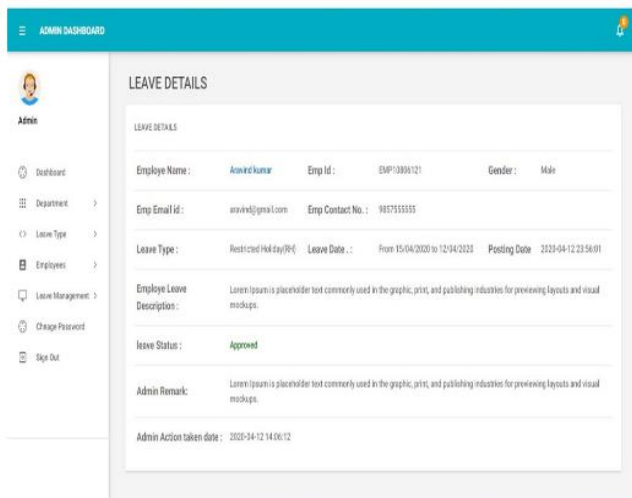 ADMIN DASHBOARD
LEAVE DETAILS
Admin
LEAVE DETAILS
Dashboard
Department
Leave Type
Employees
Leave Management
Chnage Password
Sign Out
Employe Name : Aravind kumar Emp Id : EMP10806121 Gender : Male
Emp Email id : aravind@gmail.com Emp Contact No. : 9857555555
Leave Type : Restricted Holiday(RH) Leave Date . : From 15/04/2020 to 12/04/2020 Posting Date 2020-04-12 23:56:01
Employe Leave
Description :
Lorem Ipsum is placeholder text commonly used in the graphic, print, and publishing industries for previewing layouts and visual
mockups.
leave Status : Approved
Admin Remark:
Lorem Ipsum is placeholder text commonly used in the graphic, print, and publishing industries for previewing layouts and visual
mockups.
Admin Action taken date : 2020-04-12 14:06:12